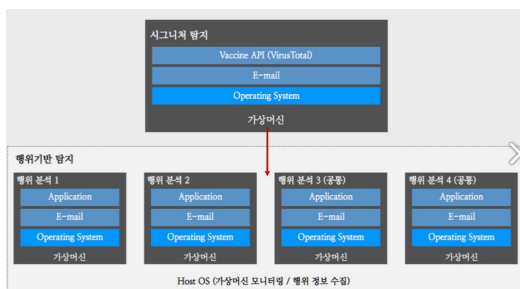 시그니쳐 탐지
Vaccine API (VirusTotal)
E-mail
Operating System
가상머신
행위기반 탐지
행위 분석 1
Application
E-mail
Operating System
가상머신
행위 분석 2
Application
E-mail
Operating System
가상머신
행위 분석 3 (공통)
Application
E-mail
Operating System
가상머신
행위 분석 4 (공통)
Application
E-mail
Operating System
가상머신
Host OS (가상머신 모니터링 / 행위 정보 수집)